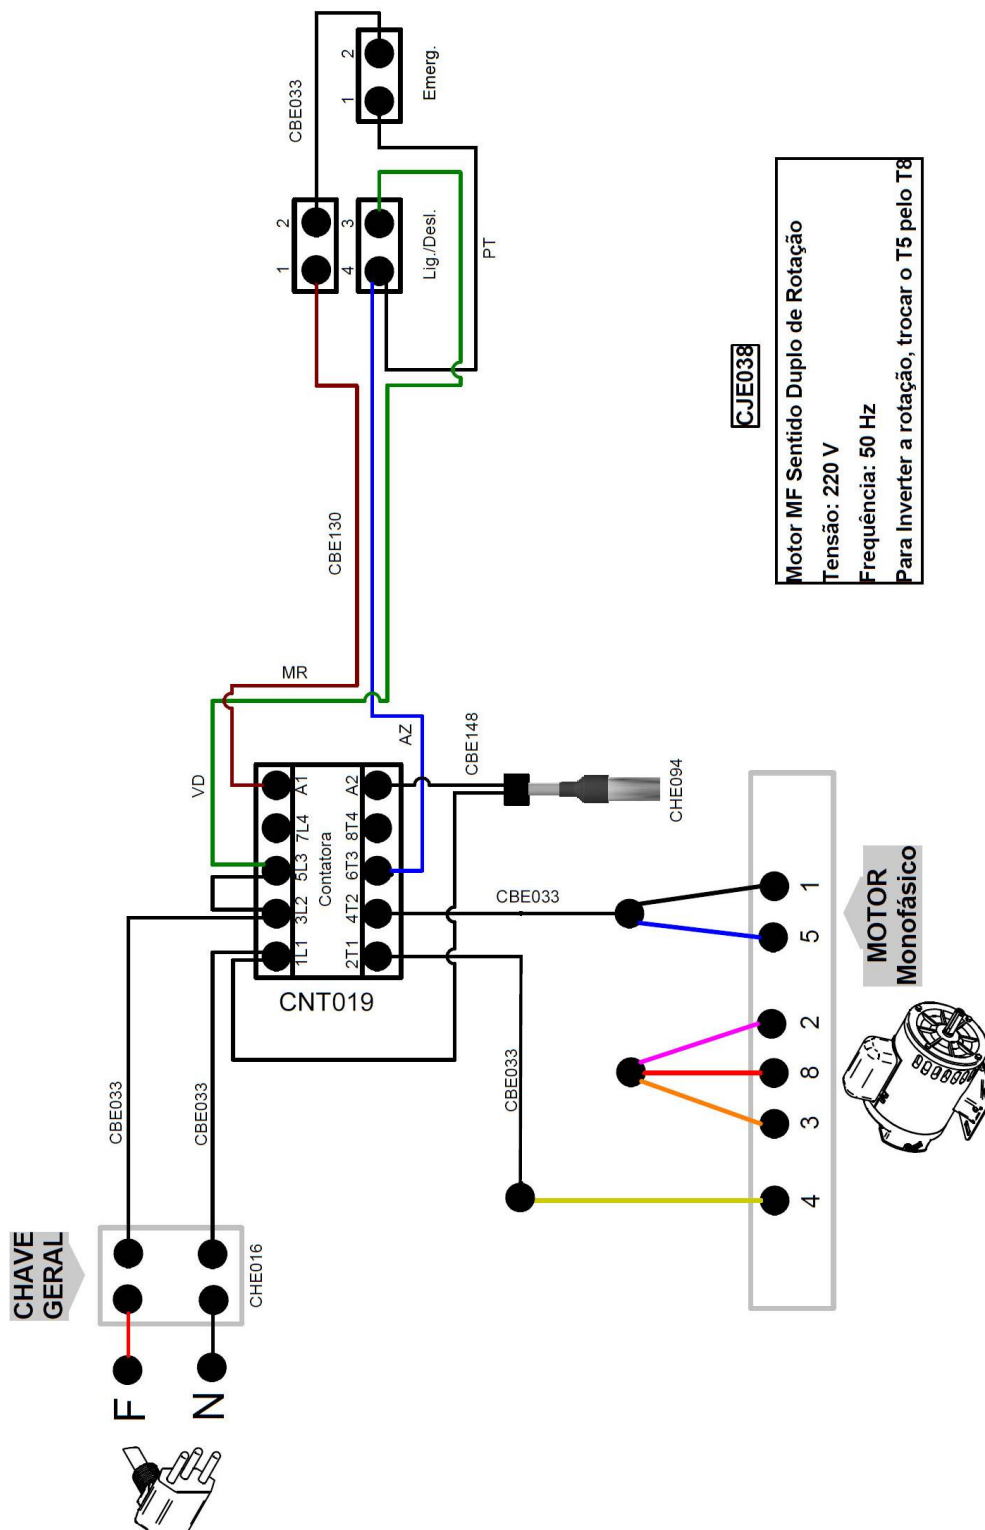 CHAVE
GERAL
F
N
CHE016
CBE033
CBE033
CNT019
Contatora
1L1
3L2
5L3
7L4
A1
2T1
4T2
6T3
8T4
A2
VD
MR
AZ
CBE130
CBE148
CHE094
CBE033
CBE033
1
2
4
3
Lig./Desl.
CBE033
1
2
Emerg.
PT
4
3
8
2
5
1
MOTOR
Monofásico
CJE038
Motor MF Sentido Duplo de Rotação
Tensão: 220 V
Frequência: 50 Hz
Para Inverter a rotação, trocar o T5 pelo T8